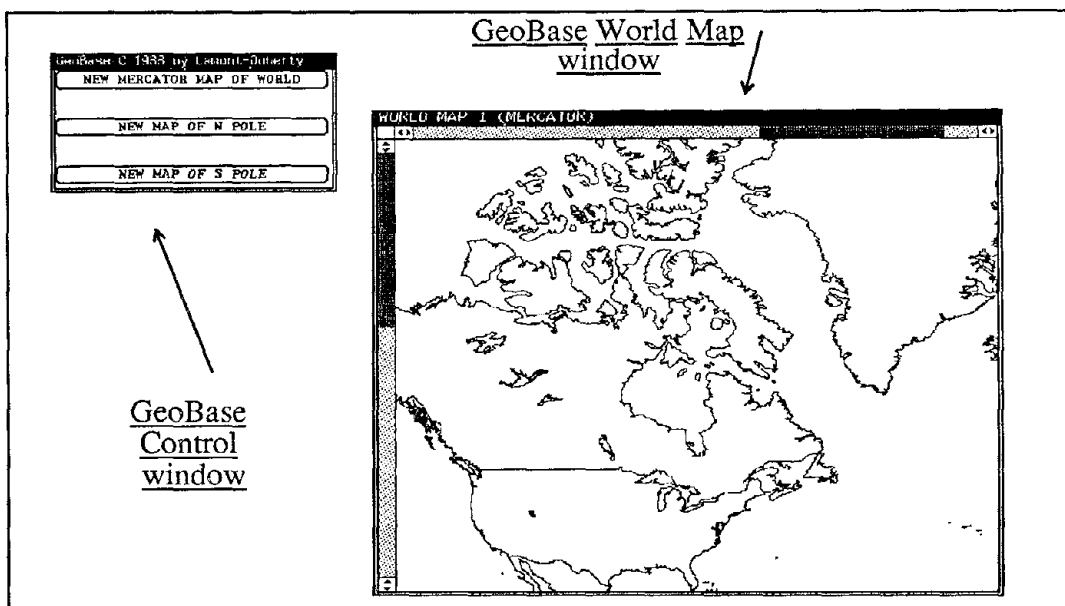 GeoBase World Map
window
GeoBase C 1988 by Lamont-Doherty
NEW MERCATOR MAP OF WORLD
NEW MAP OF N POLE
NEW MAP OF S POLE
WORLD MAP 1 (MERCATOR)
GeoBase
Control
window